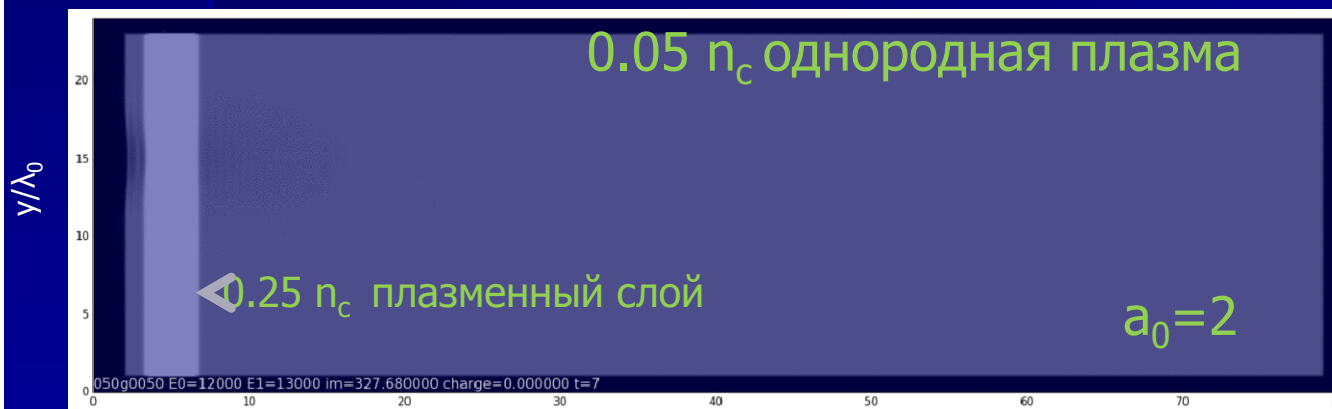 0.05 nc однородная плазма
20
15
y/λ0
10
0.25 nc плазменный слой
5
a0=2
050g0050 E0=12000 E1=13000 im=327.680000 charge=0.000000 t=7
0
0 10 20 30 40 50 60 70